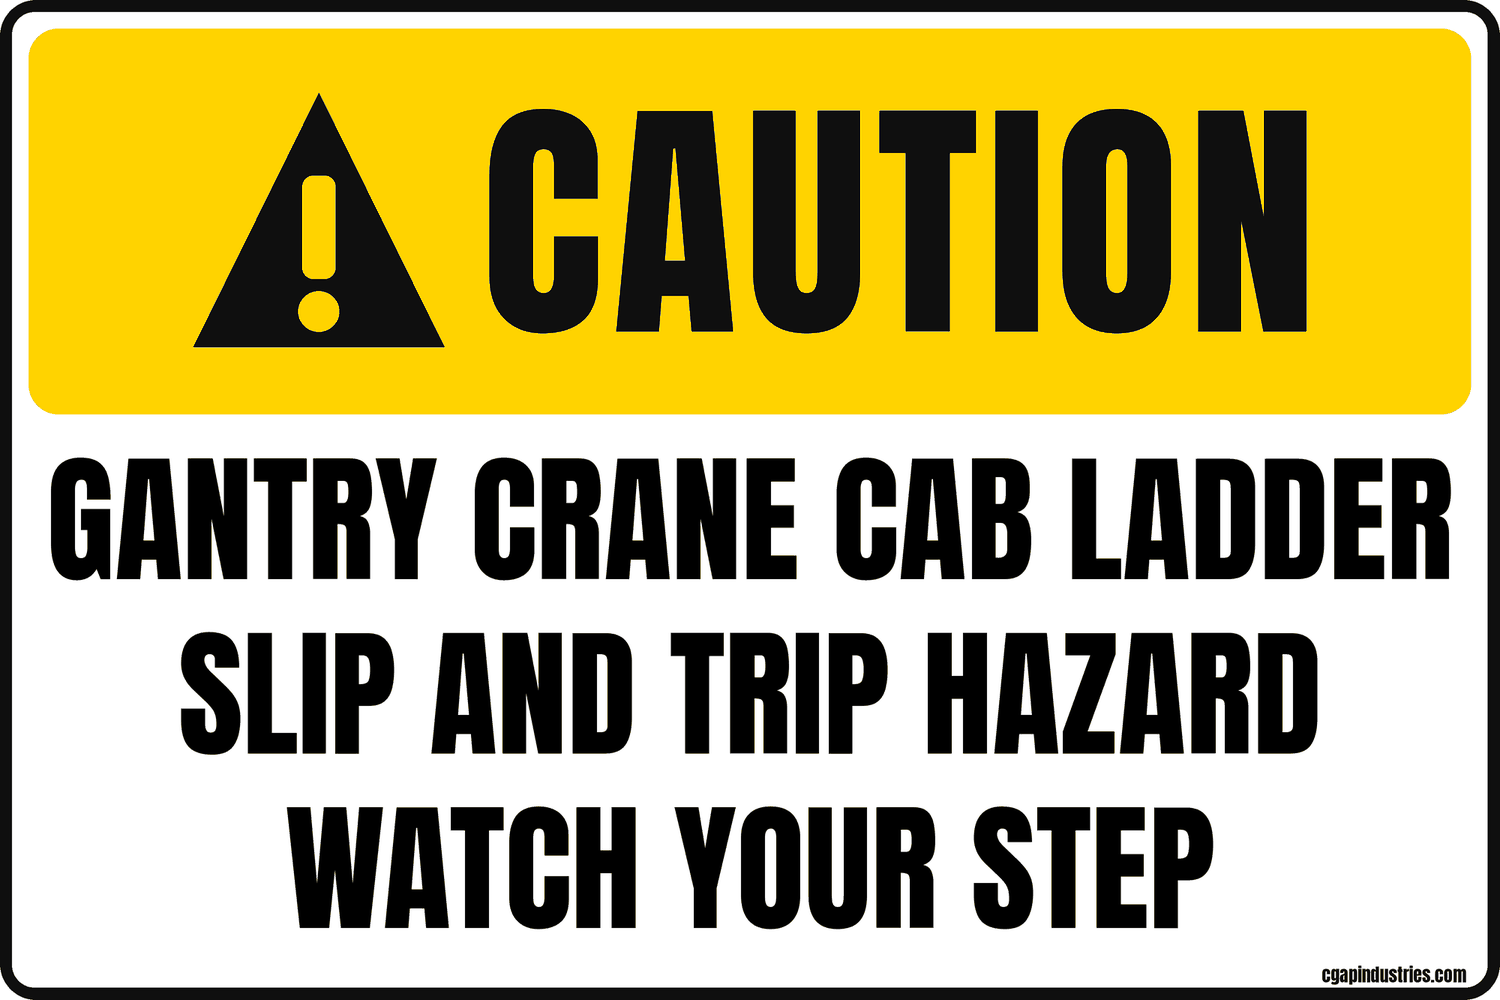 CAUTION
GANTRY CRANE CAB LADDER
SLIP AND TRIP HAZARD
WATCH YOUR STEP
cgapindustries.com